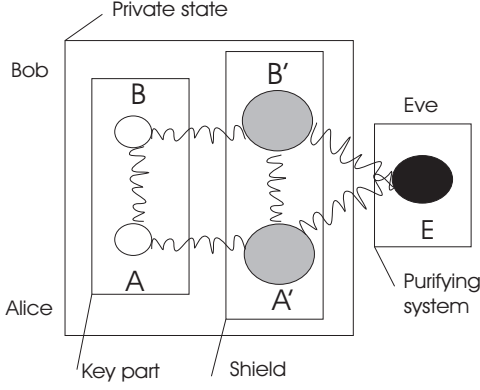 Private state
Bob
B
B′
Eve
E
A
A′
Alice
Purifying
system
Key part
Shield